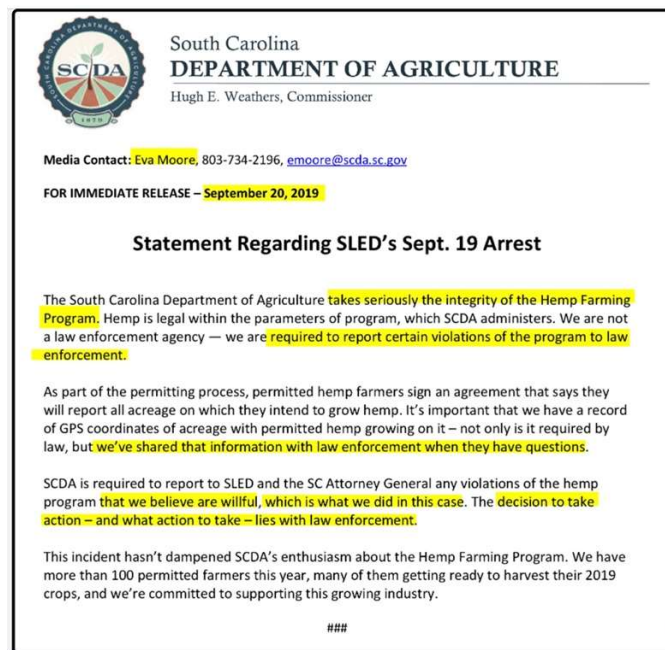 SOUTH CAROLINA DEPARTMENT OF AGRICULTURE
SCDA
1879
South Carolina
DEPARTMENT OF AGRICULTURE
Hugh E. Weathers, Commissioner
Media Contact: Eva Moore, 803-734-2196, emoore@scda.sc.gov
FOR IMMEDIATE RELEASE – September 20, 2019
Statement Regarding SLED's Sept. 19 Arrest
The South Carolina Department of Agriculture takes seriously the integrity of the Hemp Farming
Program. Hemp is legal within the parameters of program, which SCDA administers. We are not
a law enforcement agency — we are required to report certain violations of the program to law
enforcement.
As part of the permitting process, permitted hemp farmers sign an agreement that says they
will report all acreage on which they intend to grow hemp. It's important that we have a record
of GPS coordinates of acreage with permitted hemp growing on it – not only is it required by
law, but we've shared that information with law enforcement when they have questions.
SCDA is required to report to SLED and the SC Attorney General any violations of the hemp
program that we believe are willful, which is what we did in this case. The decision to take
action – and what action to take – lies with law enforcement.
This incident hasn't dampened SCDA's enthusiasm about the Hemp Farming Program. We have
more than 100 permitted farmers this year, many of them getting ready to harvest their 2019
crops, and we're committed to supporting this growing industry.
###